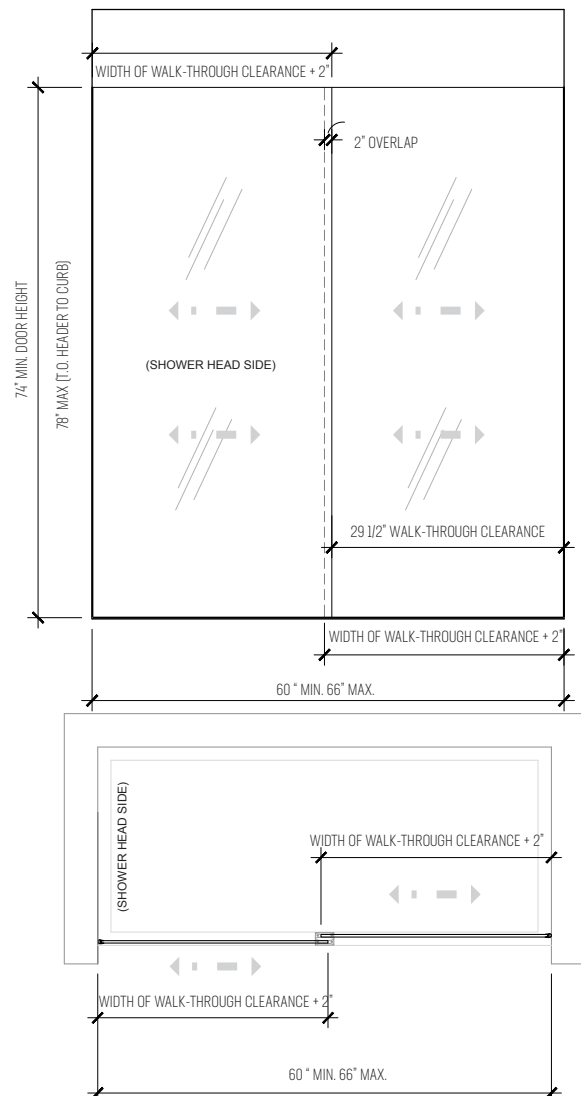 WIDTH OF WALK-THROUGH CLEARANCE + 2"
2" OVERLAP
74" MIN. DOOR HEIGHT
78" MAX (T.O. HEADER TO CURB)
(SHOWER HEAD SIDE)
29 1/2" WALK-THROUGH CLEARANCE
WIDTH OF WALK-THROUGH CLEARANCE + 2"
60 " MIN. 66" MAX.
(SHOWER HEAD SIDE)
WIDTH OF WALK-THROUGH CLEARANCE + 2"
WIDTH OF WALK-THROUGH CLEARANCE + 2"
60 " MIN. 66" MAX.